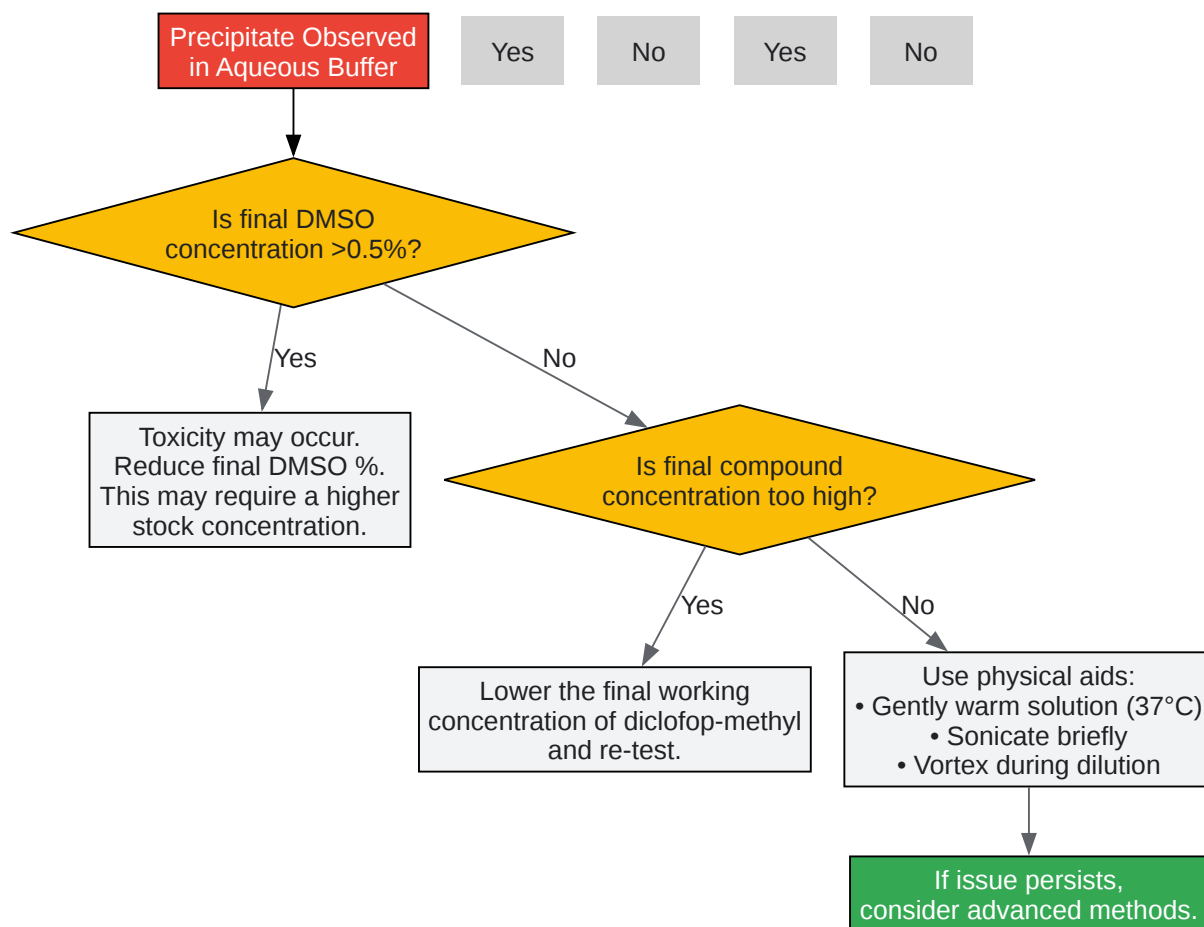 Precipitate Observed
in Aqueous Buffer
Yes
No
Yes
No
Is final DMSO
concentration >0.5%?
Yes
No
Toxicity may occur.
Reduce final DMSO %.
This may require a higher
stock concentration.
Is final compound
concentration too high?
Yes
No
Lower the final working
concentration of diclofop-methyl
and re-test.
Use physical aids:
• Gently warm solution (37°C)
• Sonicate briefly
• Vortex during dilution
If issue persists,
consider advanced methods.